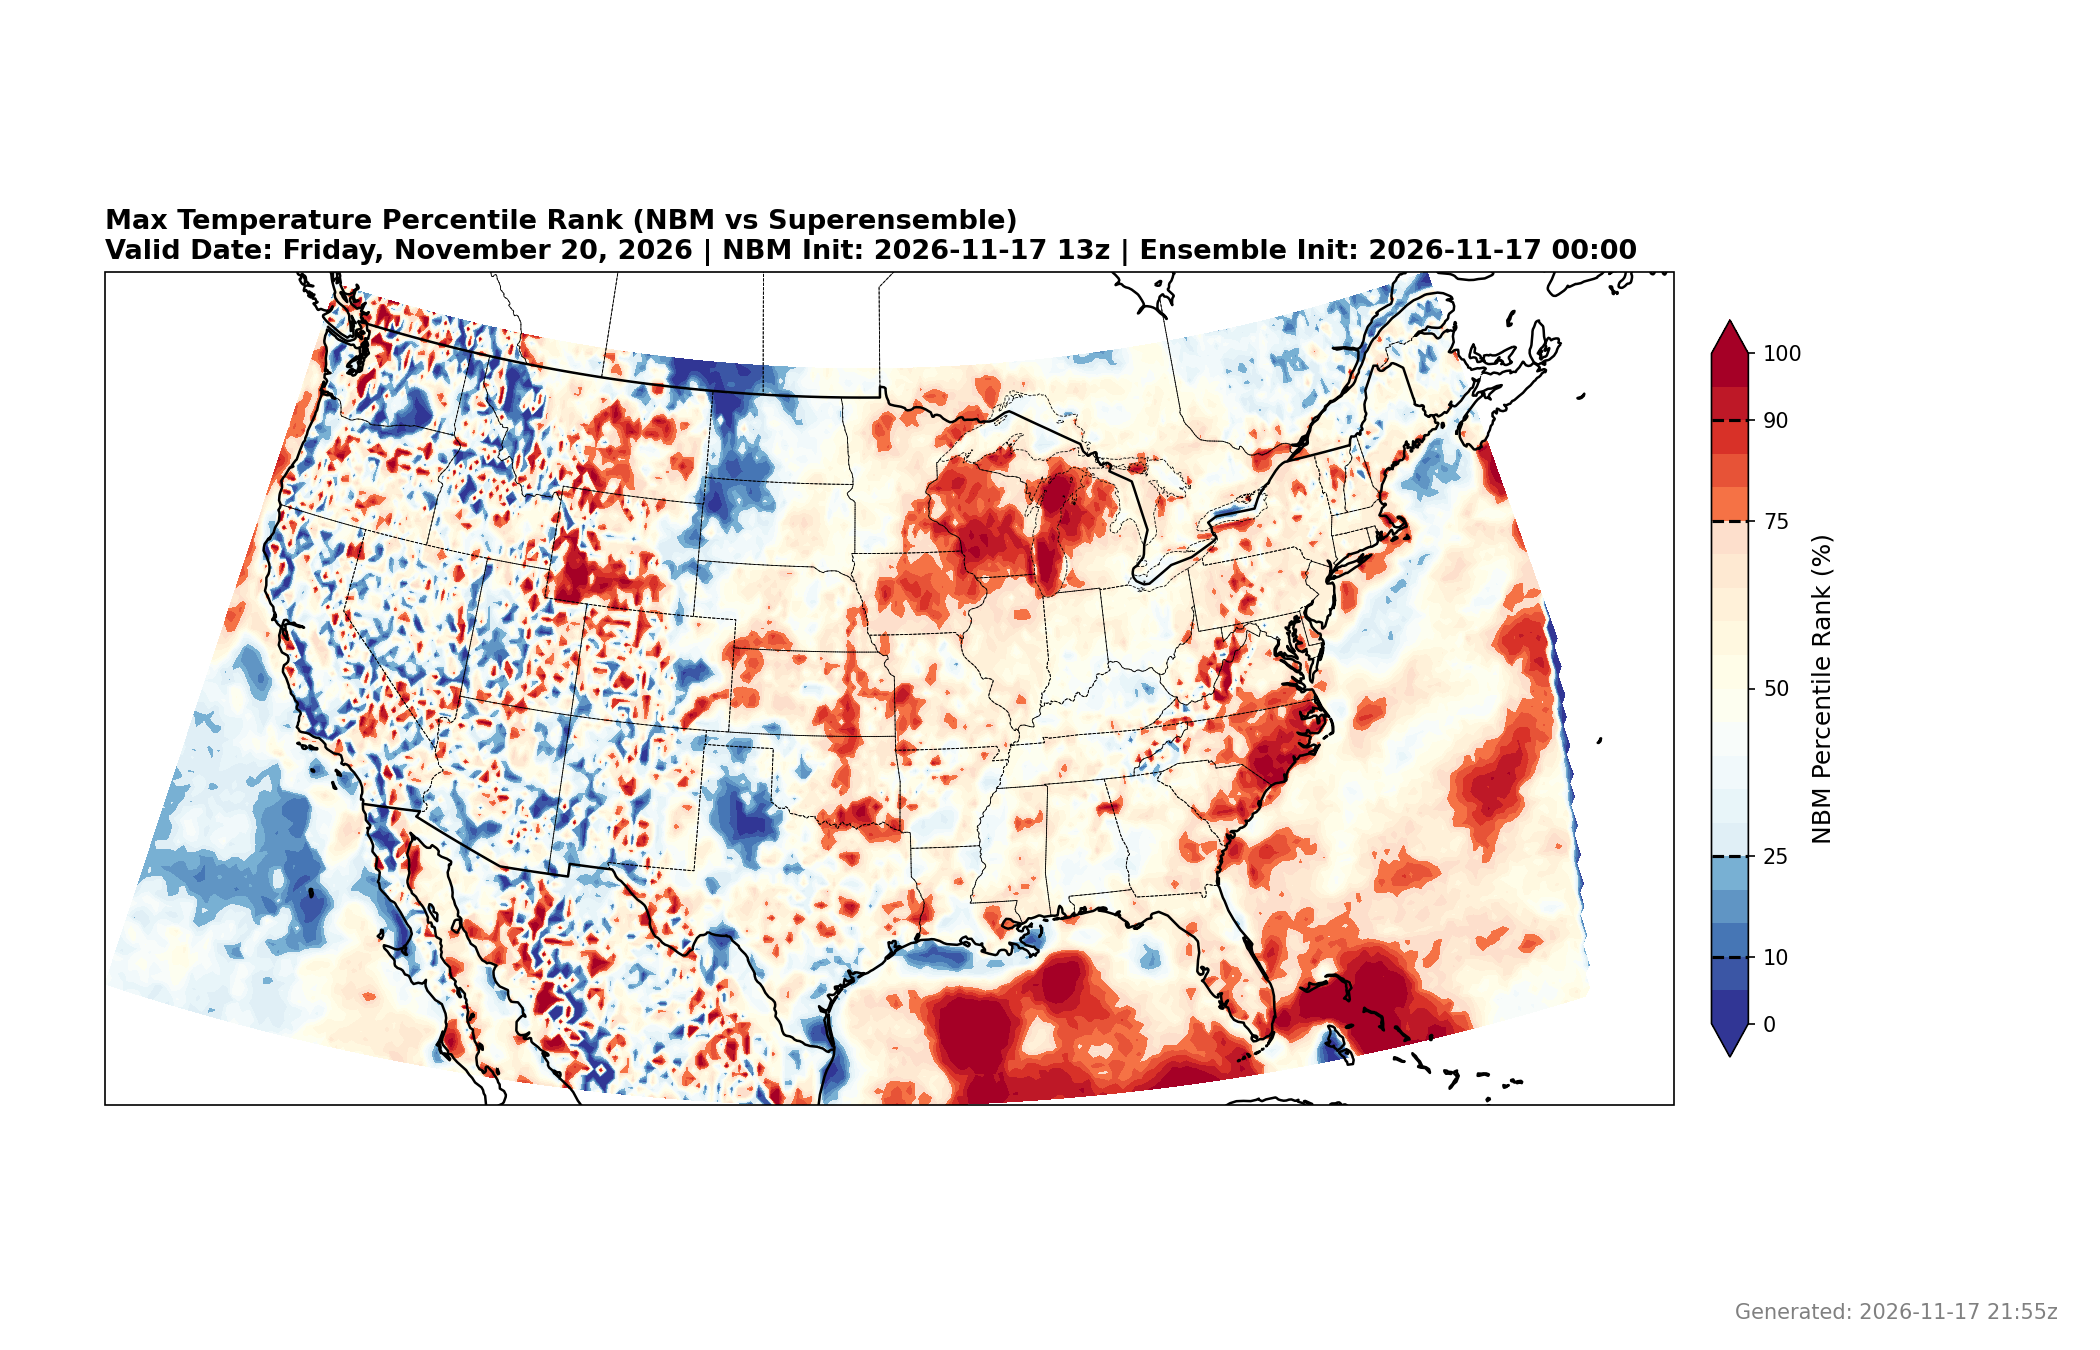 Max Temperature Percentile Rank (NBM vs Superensemble)
Valid Date: Friday, November 20, 2026 | NBM Init: 2026-11-17 13z | Ensemble Init: 2026-11-17 00:00
100
90
75
50
25
10
0
NBM Percentile Rank (%)
Generated: 2026-11-17 21:55z